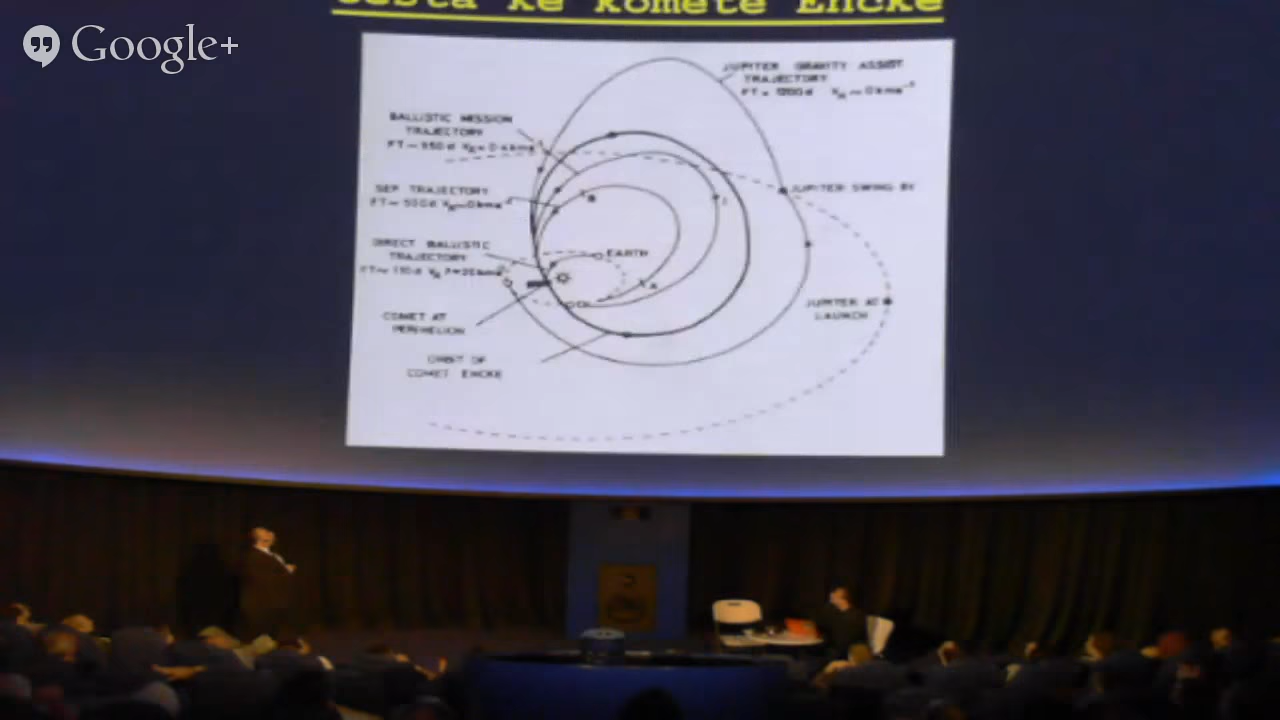 Google+
Cesta ke kometě Encke
JUPITER GRAVITY ASSIST
TRAJECTORY
BALLISTIC MISSION
TRAJECTORY
SEP TRAJECTORY
JUPITER SWING-BY
DIRECT BALLISTIC
TRAJECTORY
EARTH
A
B
COMET AT
PERIHELION
JUPITER AT
LAUNCH
ORBIT OF
COMET ENCKE